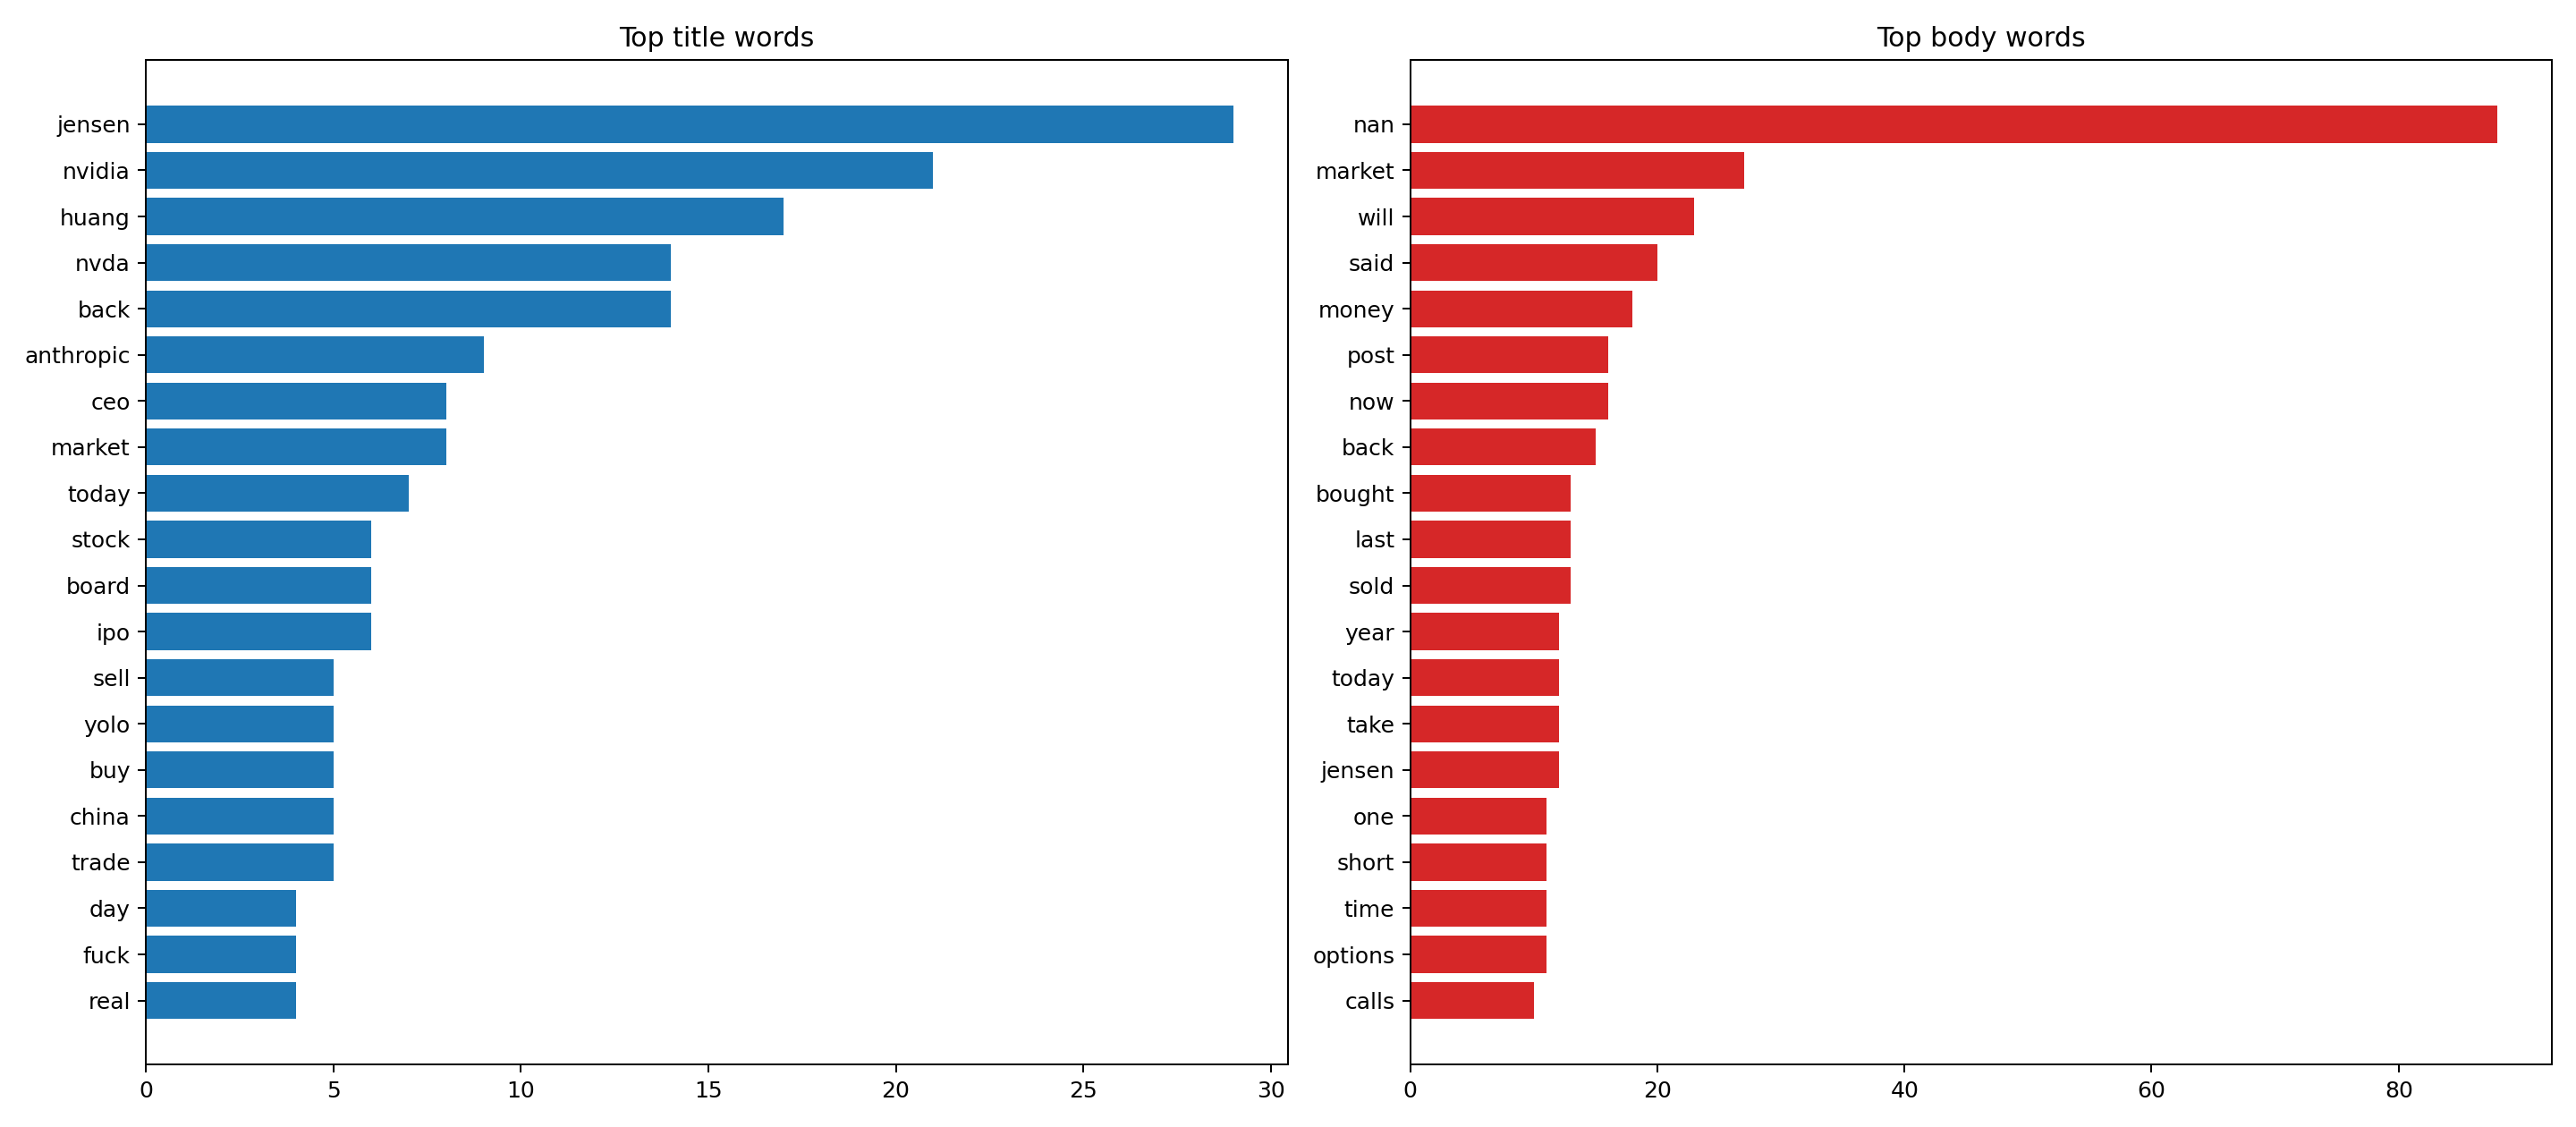 Top title words
jensen
nvidia
huang
nvda
back
anthropic
ceo
market
today
stock
board
ipo
sell
yolo
buy
china
trade
day
fuck
real
0 5 10 15 20 25 30
Top body words
nan
market
will
said
money
post
now
back
bought
last
sold
year
today
take
jensen
one
short
time
options
calls
0 20 40 60 80